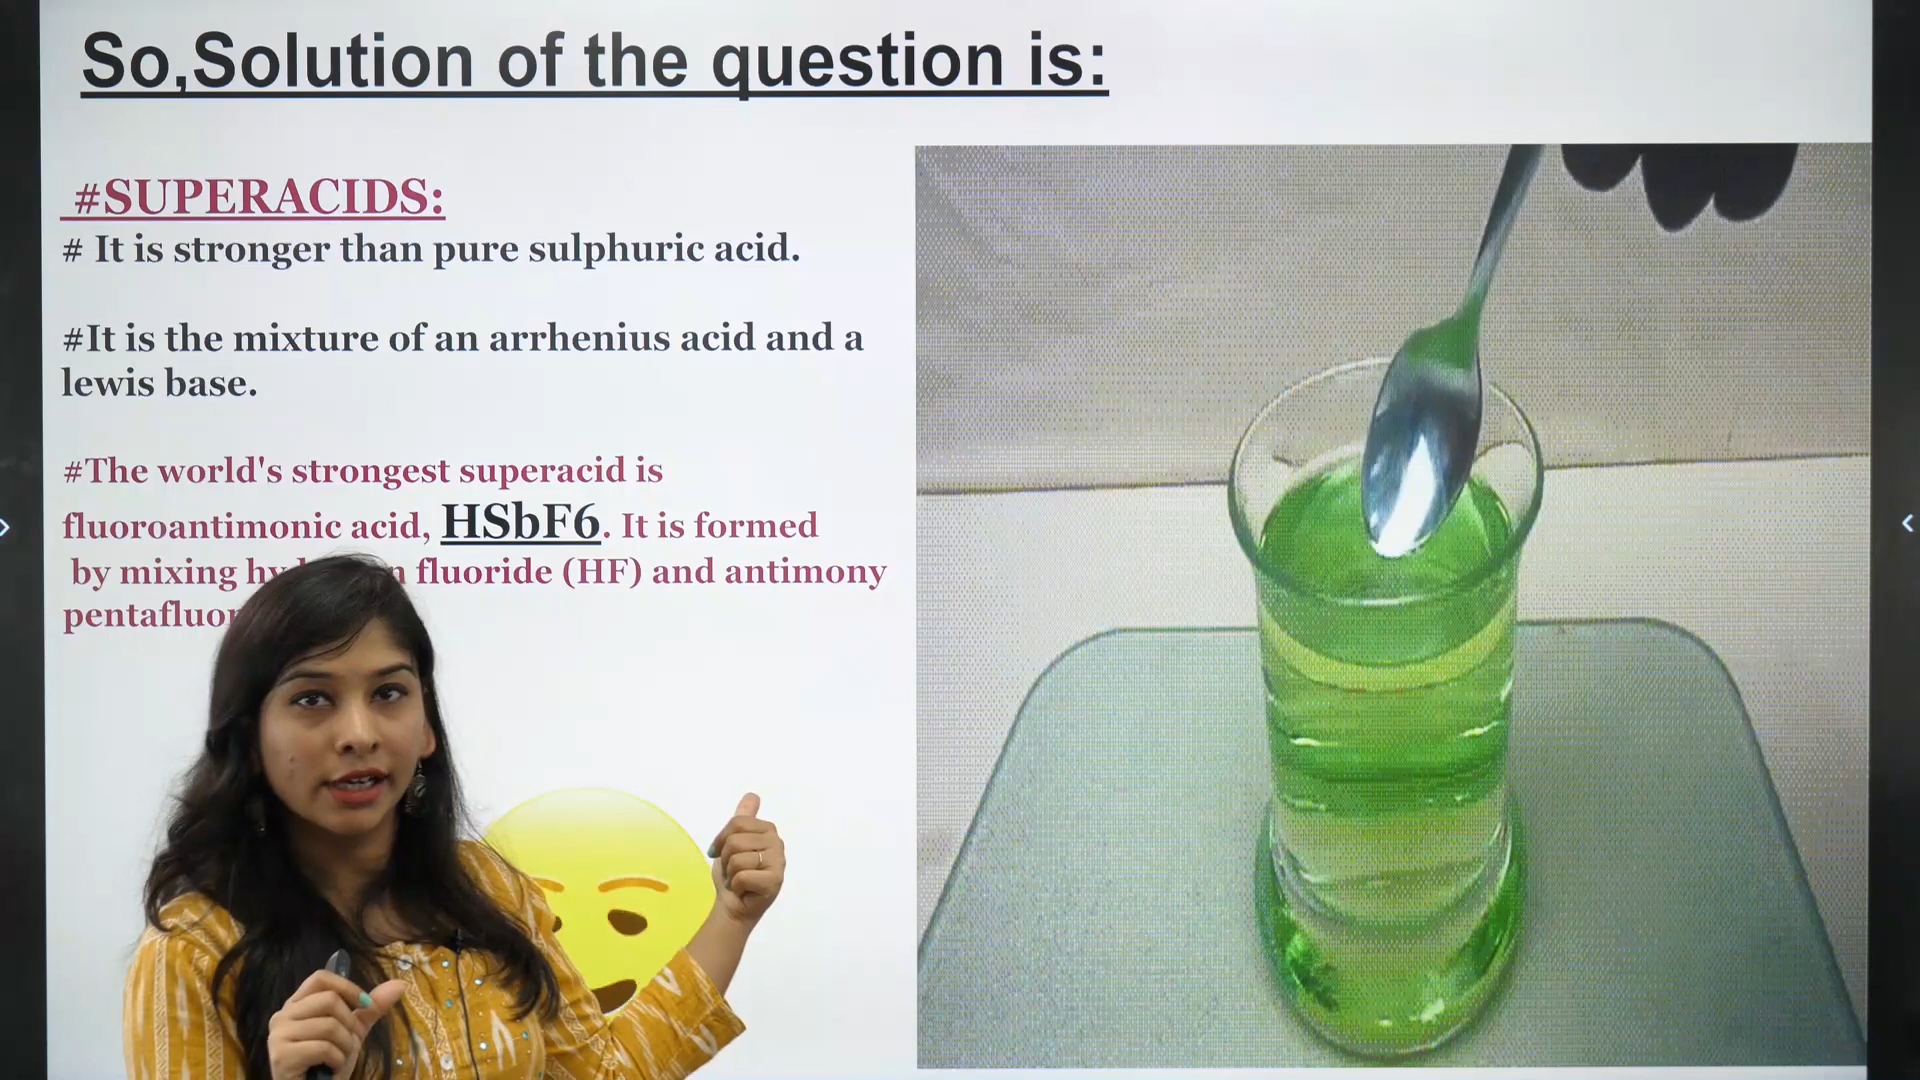 So,Solution of the question is:
#SUPERACIDS:
# It is stronger than pure sulphuric acid.
#It is the mixture of an arrhenius acid and a
lewis base.
#The world's strongest superacid is
fluoroantimonic acid, HSbF6. It is formed
by mixing fluoride (HF) and antimony